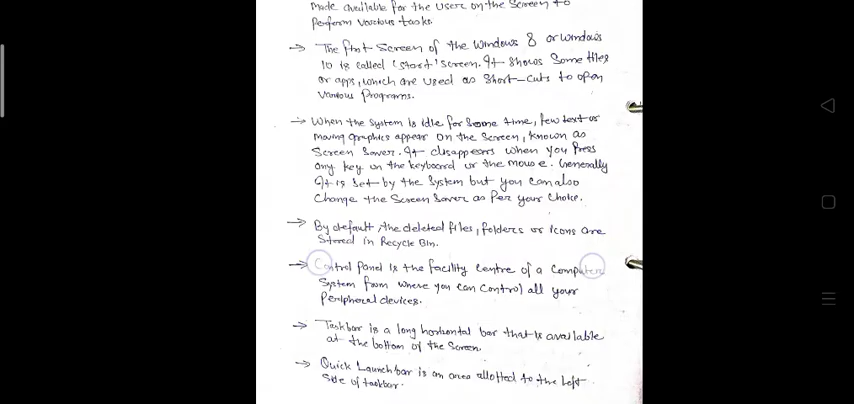 made available for the users on the Screen to
Perform various tasks.
→ The first Screen of the windows 8 or windows
10 is called 'start' screen. It shows some tiles
or apps, which are used as short-cuts to open
various Programs.
→ When the system is idle for some time, few text or
moving graphics appear on the Screen, known as
Screen Saver. It disappears when you press
any key on the keyboard or the mouse. Generally
It is set by the System but you can also
Change the Screen Saver as Per your choice.
→ By default, the deleted files, folders or icons are
Stored in Recycle Bin.
→ Control Panel is the facility centre of a Computer
System from where you can control all your
Peripheral devices.
→ Taskbar is a long horizontal bar that is available
at the bottom of the Screen.
→ Quick Launch bar is an area allotted to the Left
Side of taskbar.